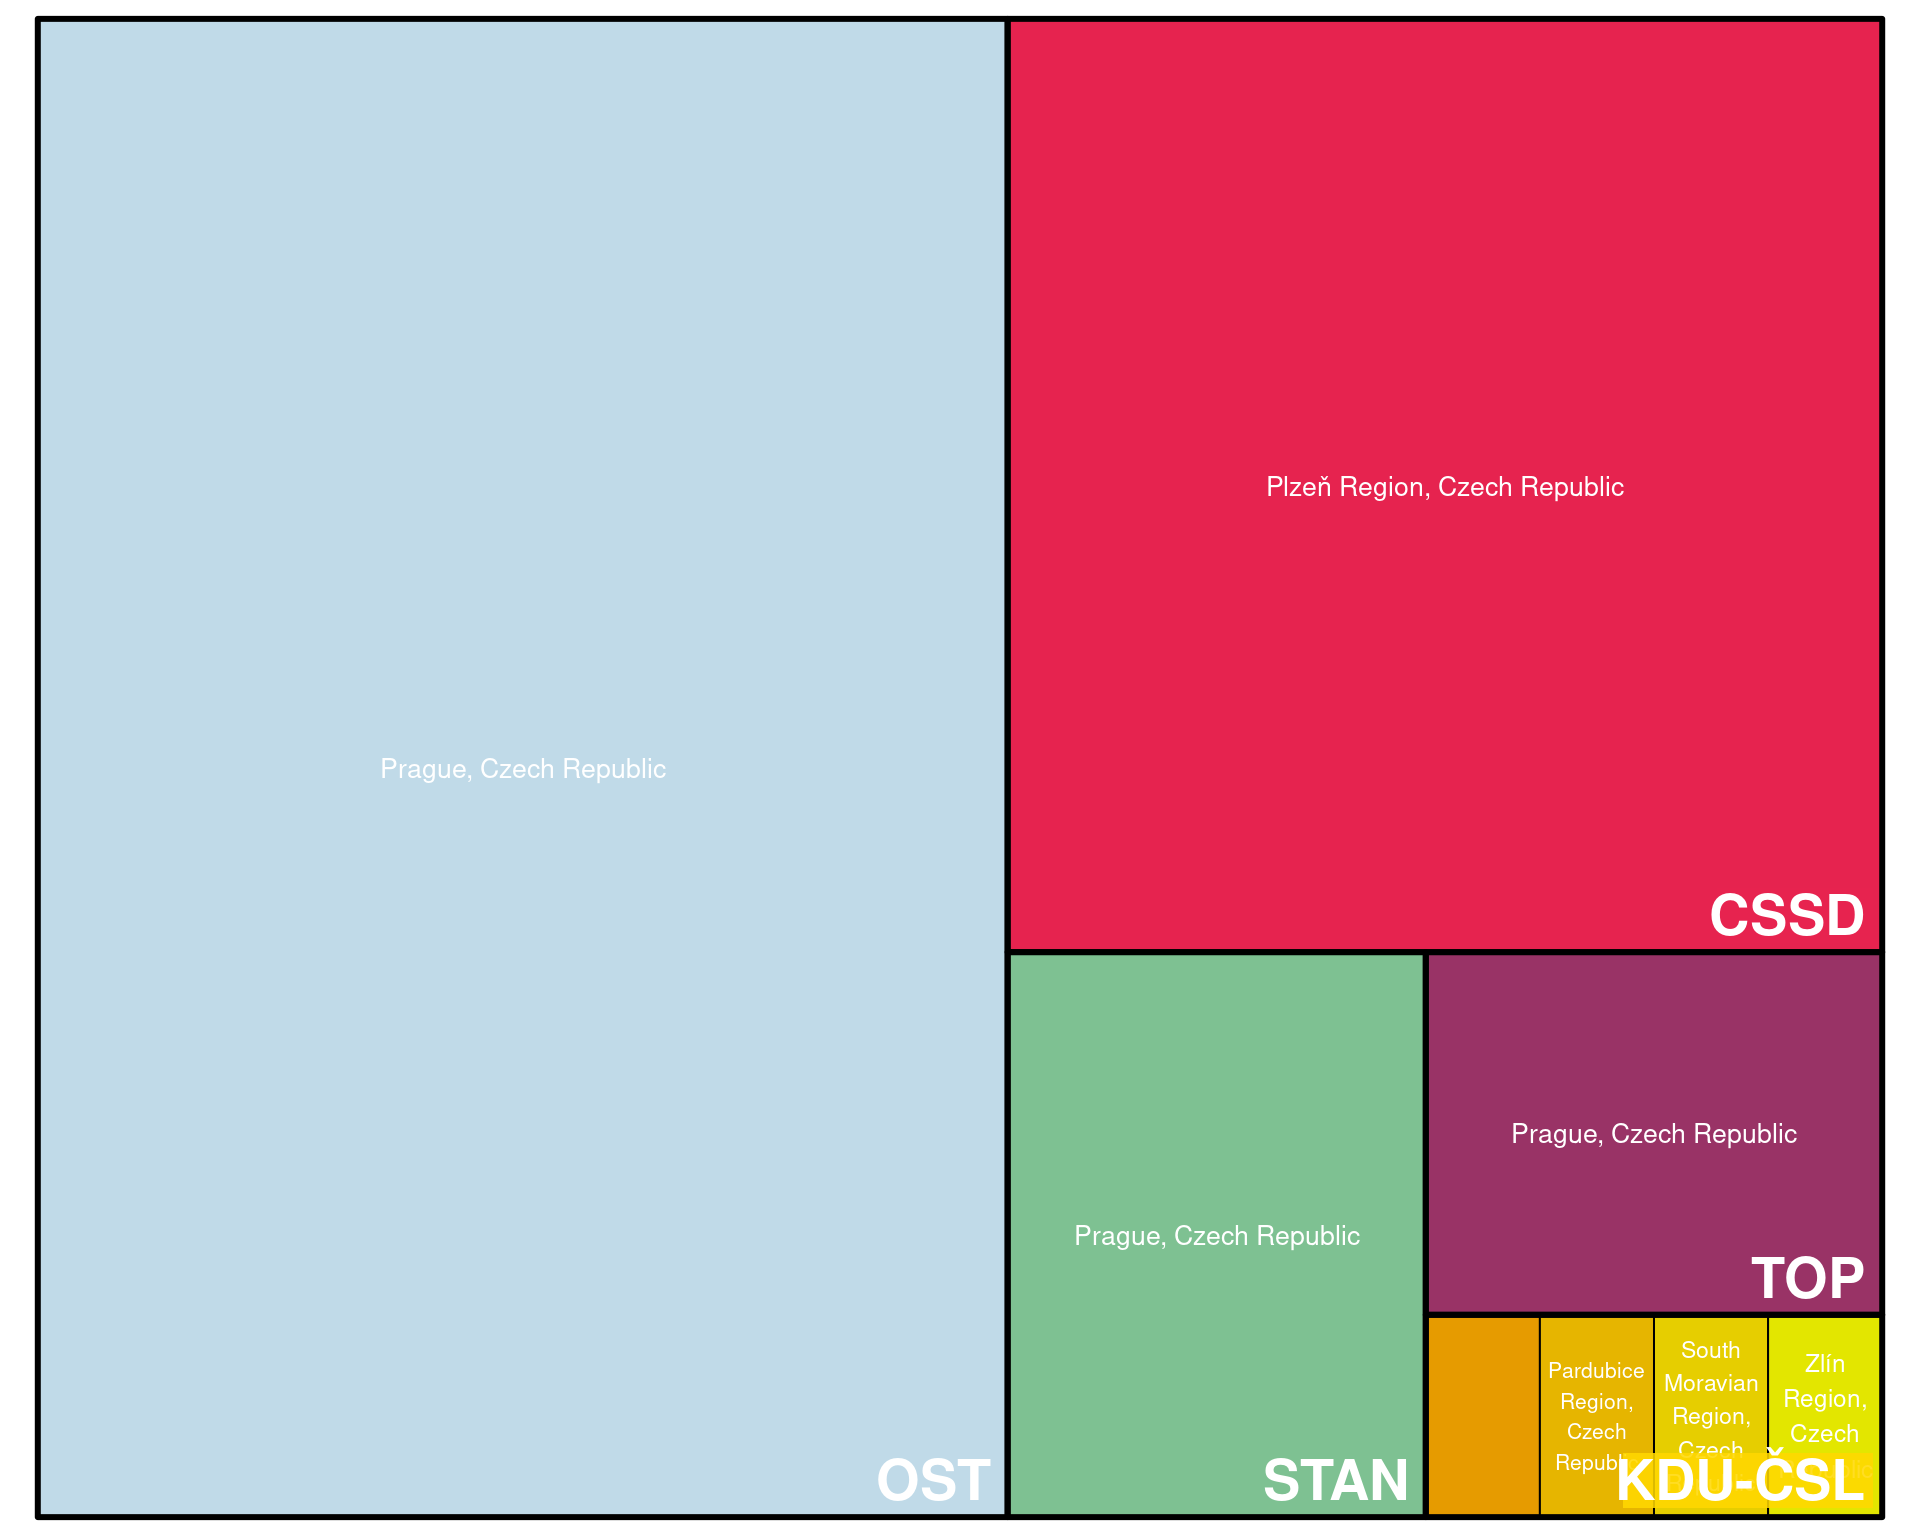 Prague, Czech Republic
OST
Plzeň Region, Czech Republic
CSSD
Prague, Czech Republic
STAN
Prague, Czech Republic
TOP
Pardubice
Region,
Czech
South
Moravian
Region,
Czech
Zlín
Region,
Czech
KDU-ČSL